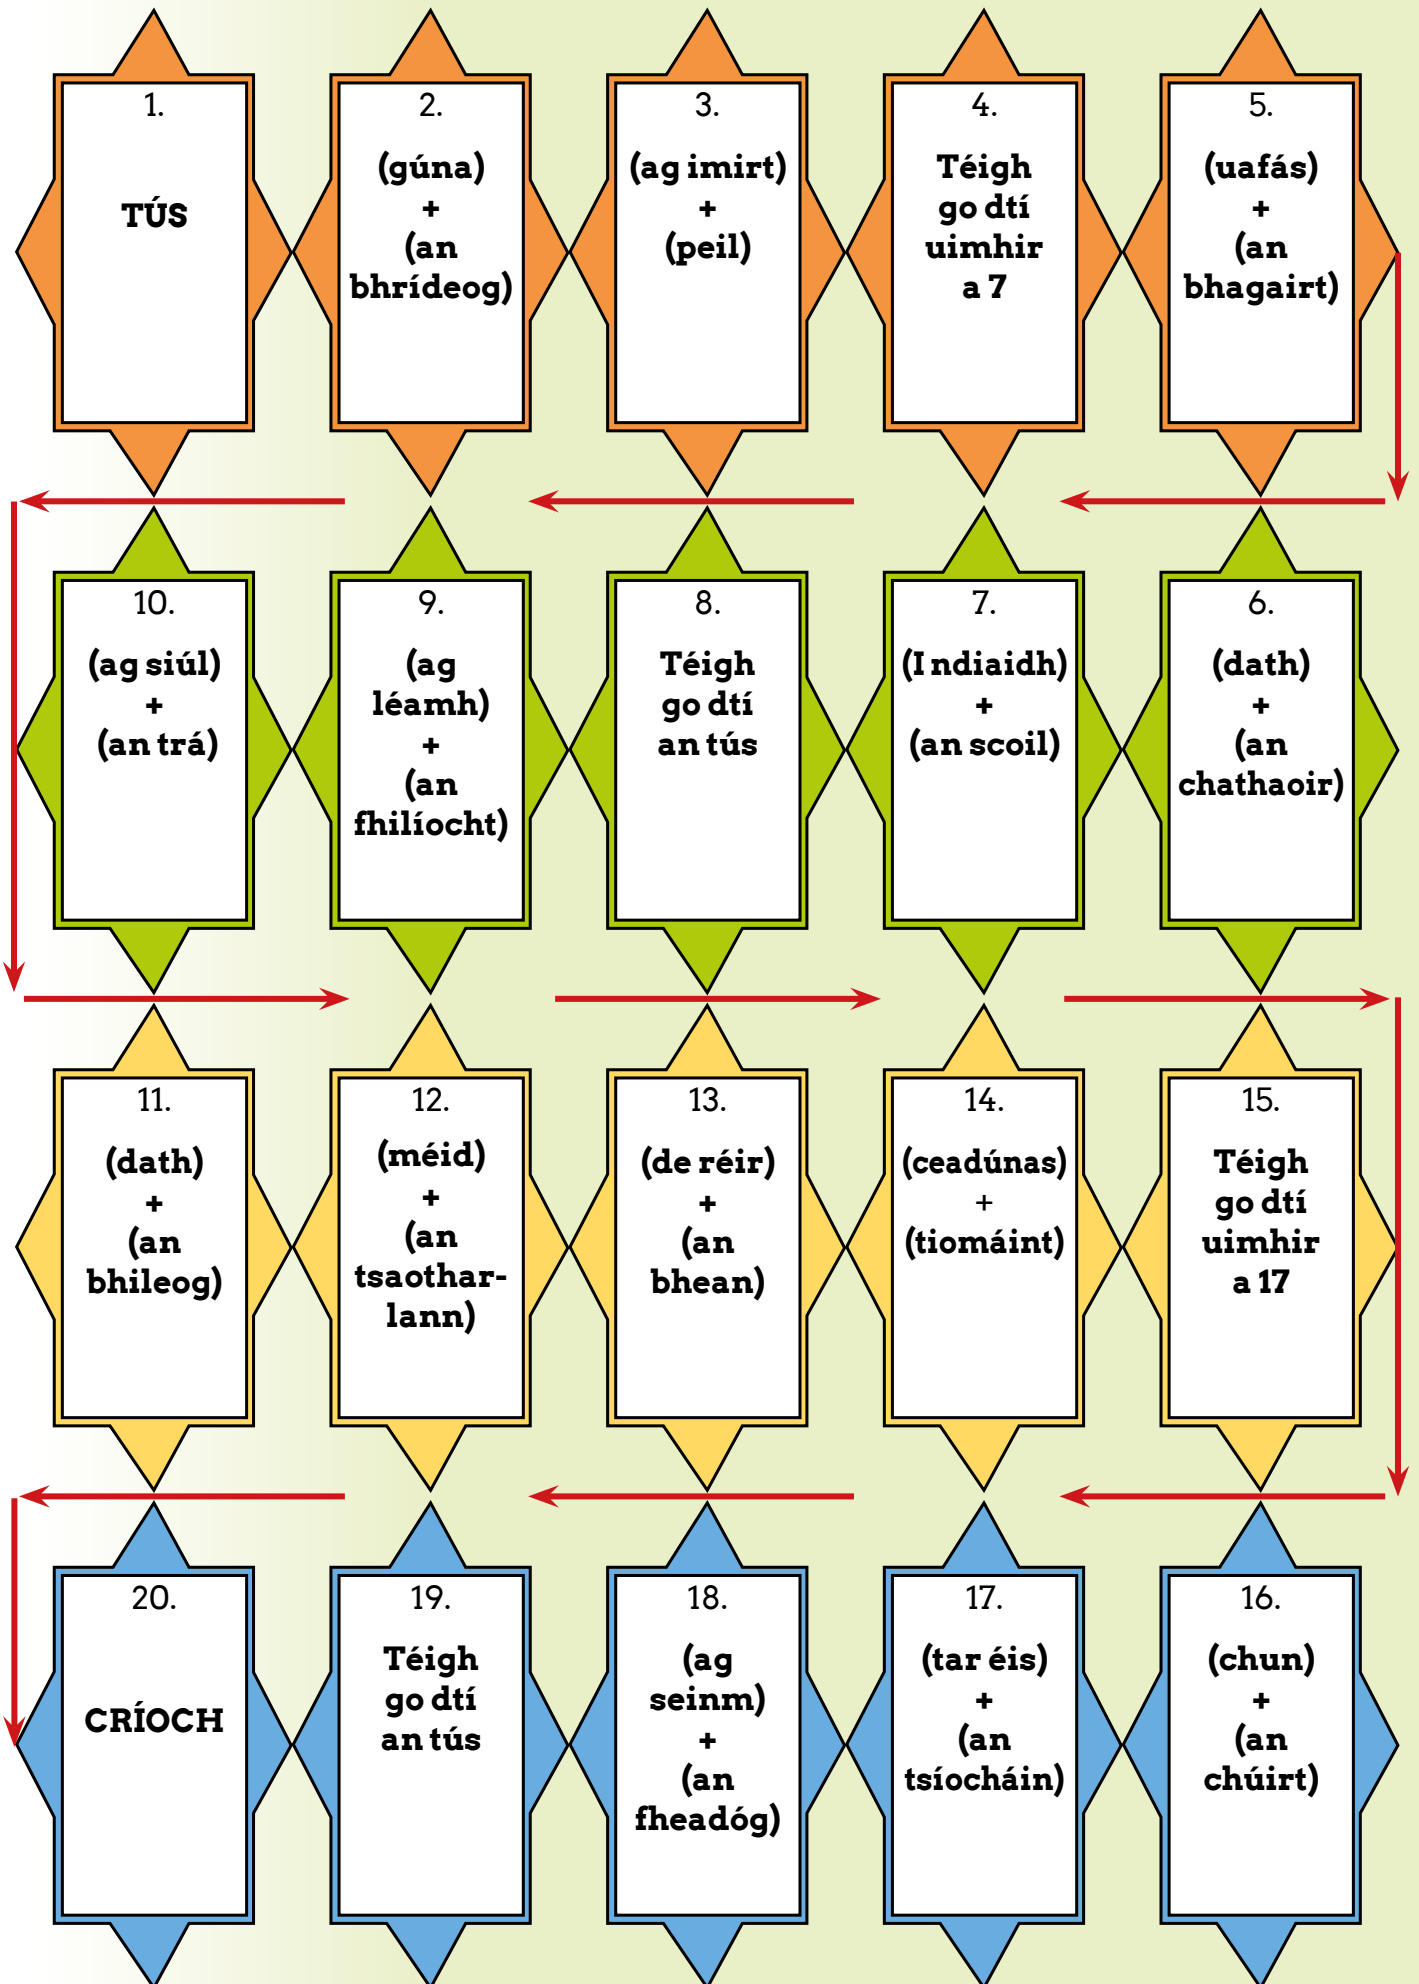 1.
TÚS
2.
(gúna)
+
(an
bhrídeog)
3.
(ag imirt)
+
(peil)
4.
Téigh
go dtí
uimhir
a 7
5.
(uafás)
+
(an
bhagairt)
10.
(ag siúl)
+
(an trá)
9.
(ag
léamh)
+
(an
fhilíocht)
8.
Téigh
go dtí
an tús
7.
(I ndiaidh)
+
(an scoil)
6.
(dath)
+
(an
chathaoir)
11.
(dath)
+
(an
bhileog)
12.
(méid)
+
(an
tsaothar-
lann)
13.
(de réir)
+
(an
bhean)
14.
(ceadúnas)
+
(tiomáint)
15.
Téigh
go dtí
uimhir
a 17
20.
CRÍOCH
19.
Téigh
go dtí
an tús
18.
(ag
seinm)
+
(an
fheadóg)
17.
(tar éis)
+
(an
tsíocháin)
16.
(chun)
+
(an
chúirt)